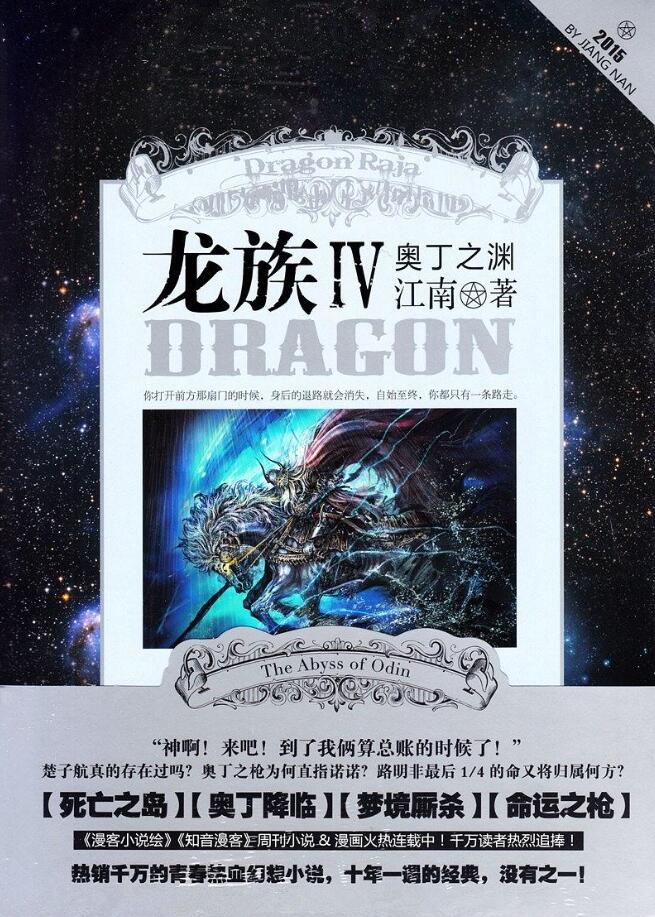 2015
BY JIANG NAN
Dragon Raja
龙族IV 奥丁之渊
江南 著
DRAGON
你打开前方那扇门的时候，身后的退路就会消失，自始至终，你都只有一条路走。
The Abyss of Odin
“神啊！来吧！到了我俩算总账的时候了！”
楚子航真的存在过吗？奥丁之枪为何直指诺诺？路明非最后 1/4 的命又将归属何方？
【死亡之岛】【奥丁降临】【梦境厮杀】【命运之枪】
《漫客小说绘》《知音漫客》周刊小说 & 漫画火热连载中！千万读者热烈追捧！
热销千万的青春热血幻想小说，十年一遇的经典，没有之一！